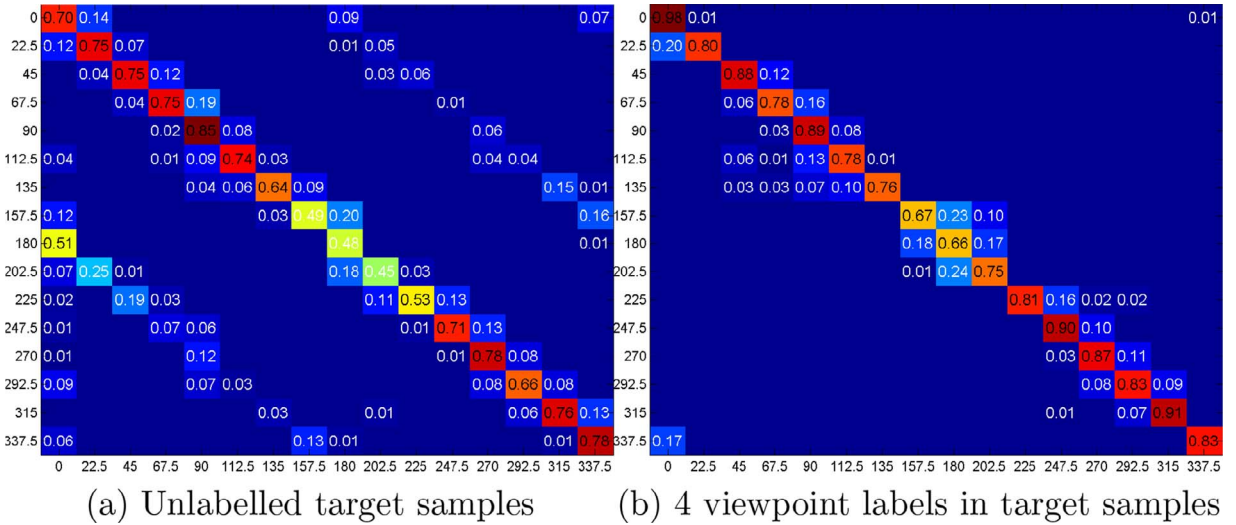 0 0.70 0.14 0.09 0.07 0 0.98 0.01 0.01
22.5 0.12 0.75 0.07 0.01 0.05 22.5 0.20 0.80
45 0.04 0.75 0.12 0.03 0.06 45 0.88 0.12
67.5 0.04 0.75 0.19 0.01 67.5 0.06 0.78 0.16
90 0.02 0.85 0.08 0.06 90 0.03 0.89 0.08
112.5 0.04 0.01 0.09 0.74 0.03 0.04 0.04 112.5 0.06 0.01 0.13 0.78 0.01
135 0.04 0.06 0.64 0.09 0.15 0.01 135 0.03 0.03 0.07 0.10 0.76
157.5 0.12 0.03 0.49 0.20 0.16 157.5 0.67 0.23 0.10
180 0.51 0.48 0.01 180 0.18 0.66 0.17
202.5 0.07 0.25 0.01 0.18 0.45 0.03 202.5 0.01 0.24 0.75
225 0.02 0.19 0.03 0.11 0.53 0.13 225 0.81 0.16 0.02 0.02
247.5 0.01 0.07 0.06 0.01 0.71 0.13 247.5 0.90 0.10
270 0.01 0.12 0.01 0.78 0.08 270 0.03 0.87 0.11
292.5 0.09 0.07 0.03 0.08 0.66 0.08 292.5 0.08 0.83 0.09
315 0.03 0.01 0.06 0.76 0.13 315 0.01 0.07 0.91
337.5 0.06 0.13 0.01 0.01 0.78 337.5 0.17 0.83
0 22.5 45 67.5 90 112.5 135 157.5 180 202.5 225 247.5 270 292.5 315 337.5 0 22.5 45 67.5 90 112.5 135 157.5 180 202.5 225 247.5 270 292.5 315 337.5
(a) Unlabelled target samples (b) 4 viewpoint labels in target samples